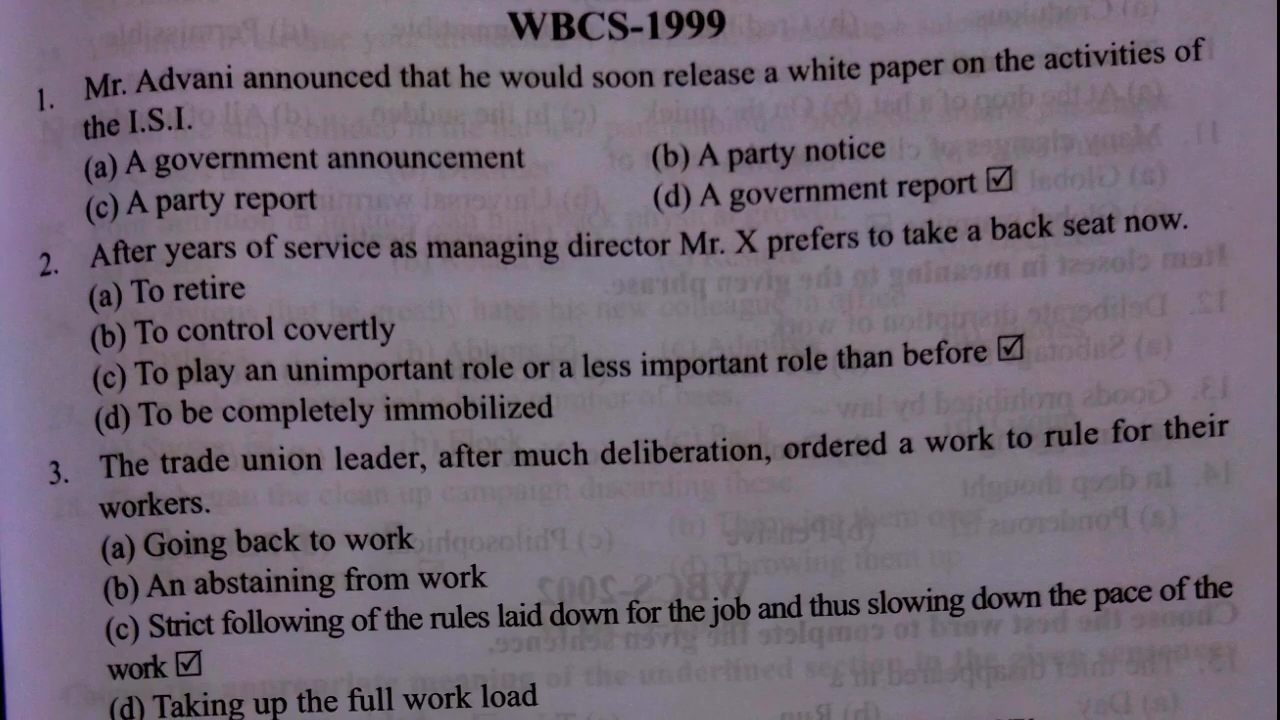 WBCS-1999
1. Mr. Advani announced that he would soon release a white paper on the activities of
the I.S.I.
(a) A government announcement (b) A party notice
(c) A party report (d) A government report ☑
2. After years of service as managing director Mr. X prefers to take a back seat now.
(a) To retire
(b) To control covertly
(c) To play an unimportant role or a less important role than before ☑
(d) To be completely immobilized
3. The trade union leader, after much deliberation, ordered a work to rule for their
workers.
(a) Going back to work
(b) An abstaining from work
(c) Strict following of the rules laid down for the job and thus slowing down the pace of the
work ☑
(d) Taking up the full work load